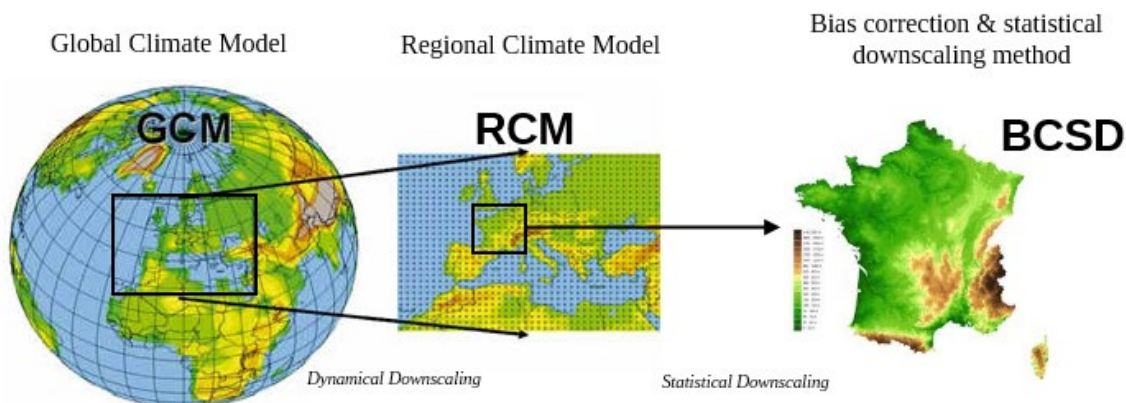 Global Climate Model
Regional Climate Model
Bias correction & statistical
downscaling method
GCM
RCM
BCSD
Dynamical Downscaling
Statistical Downscaling